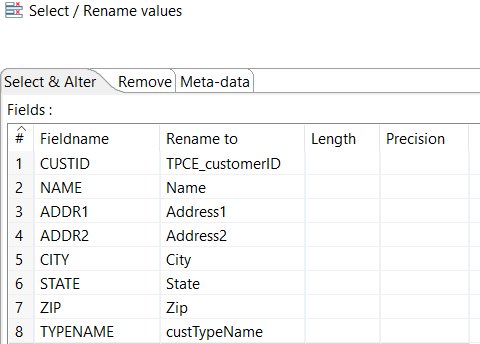 Select / Rename values
Select & Alter Remove Meta-data
Fields :
# Fieldname Rename to Length Precision
1 CUSTID TPCE_customerID
2 NAME Name
3 ADDR1 Address1
4 ADDR2 Address2
5 CITY City
6 STATE State
7 ZIP Zip
8 TYPENAME custTypeName